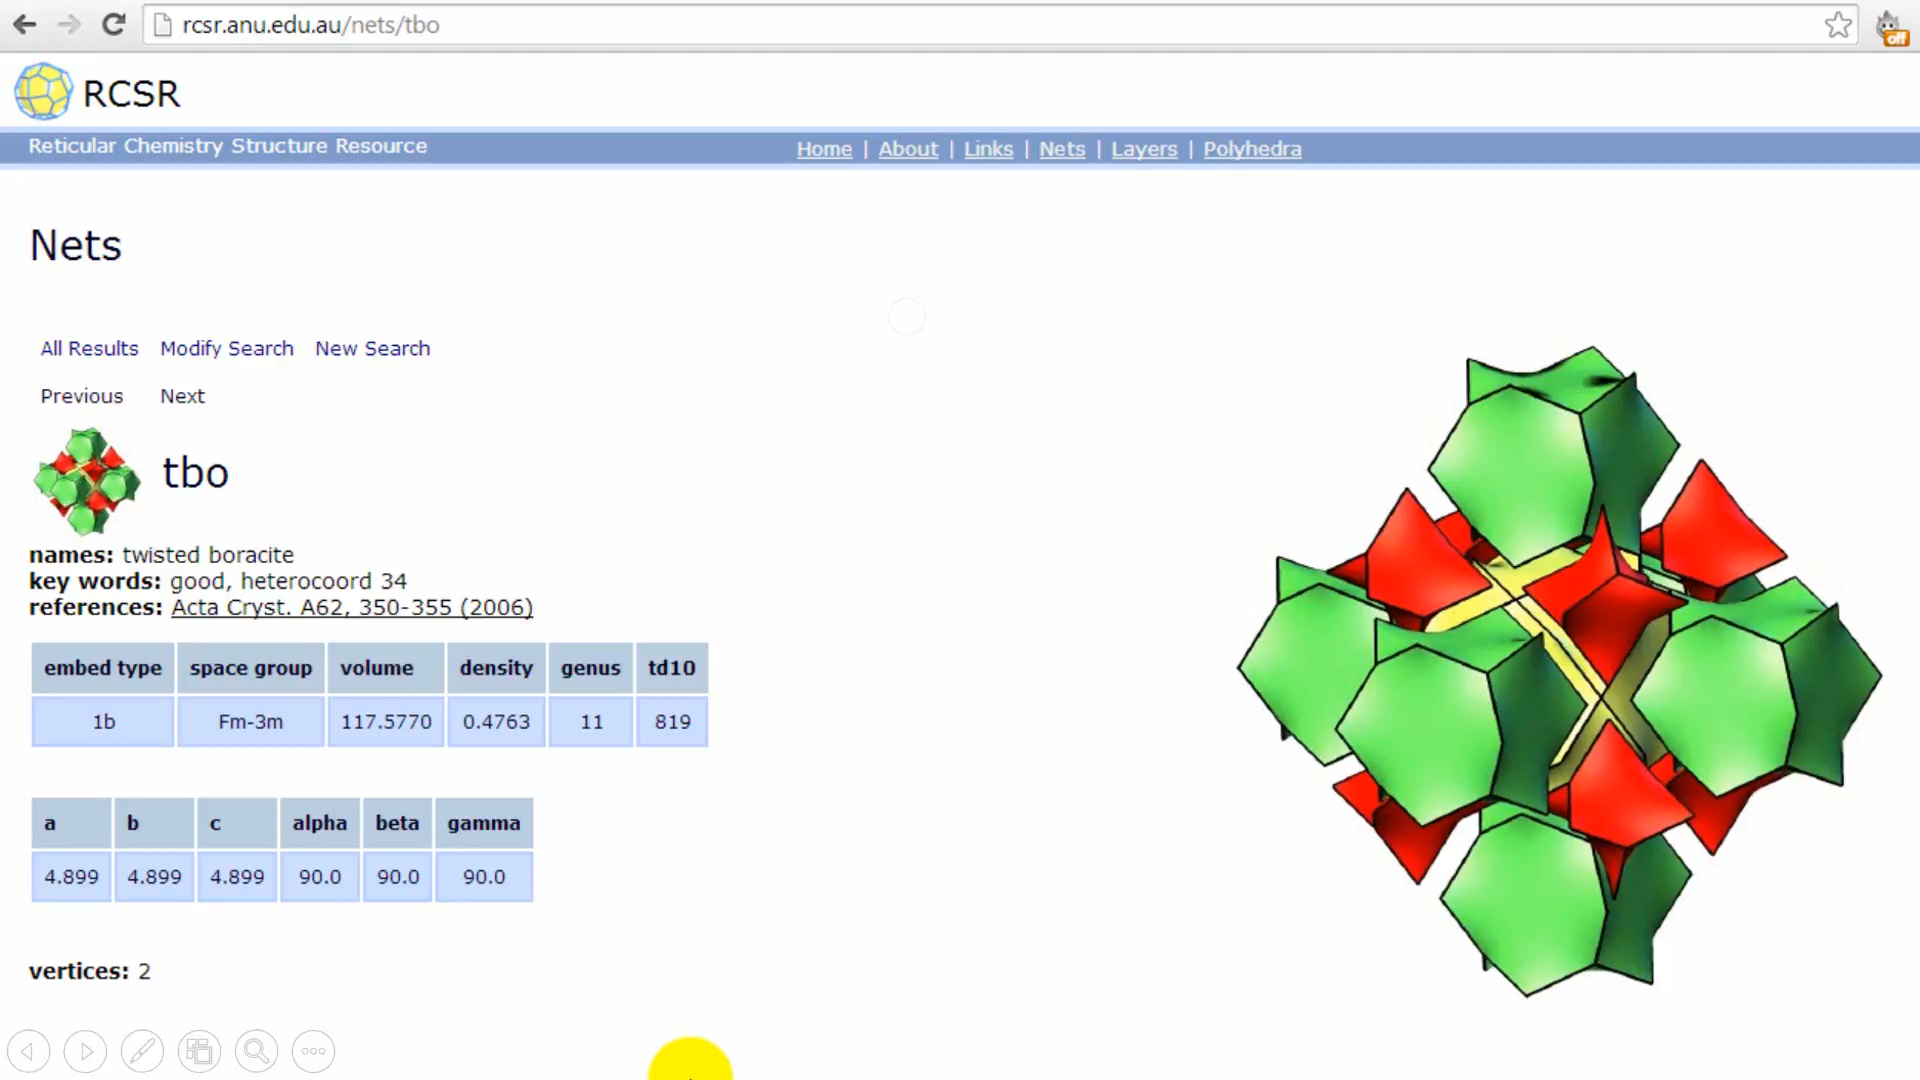 rcsr.anu.edu.au/nets/tbo
off
RCSR
Reticular Chemistry Structure Resource
Home | About | Links | Nets | Layers | Polyhedra
Nets
All Results Modify Search New Search
Previous Next
tbo
names: twisted boracite
key words: good, heterocoord 34
references: Acta Cryst. A62, 350-355 (2006)
embed type space group volume density genus td10
1b Fm-3m 117.5770 0.4763 11 819
a b c alpha beta gamma
4.899 4.899 4.899 90.0 90.0 90.0
vertices: 2